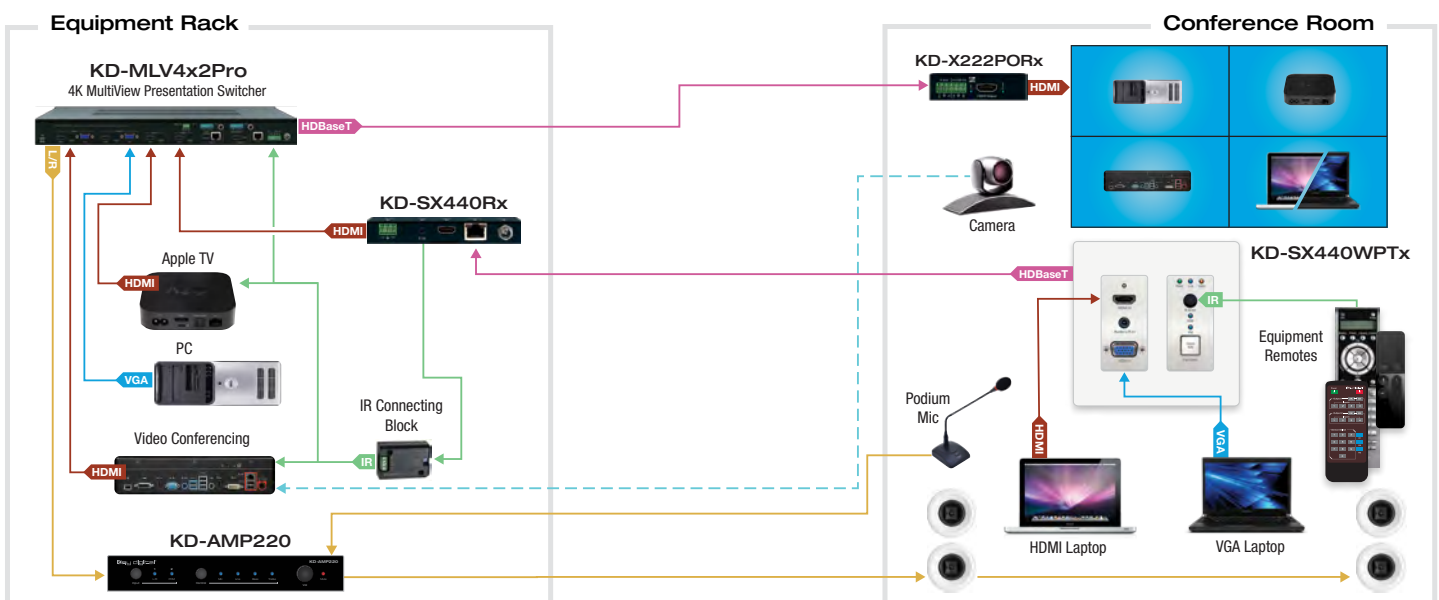 Equipment Rack
Conference Room
KD-MLV4x2Pro
4K MultiView Presentation Switcher
HDBaseT
L/R
KD-X222PORx
HDMI
Camera
KD-SX440Rx
HDMI
HDBaseT
KD-SX440WPTx
IR
Equipment
Remotes
Apple TV
HDMI
PC
VGA
IR Connecting
Block
IR
Video Conferencing
HDMI
Podium
Mic
HDMI
VGA
HDMI Laptop
VGA Laptop
KD-AMP220
KD-AMP220